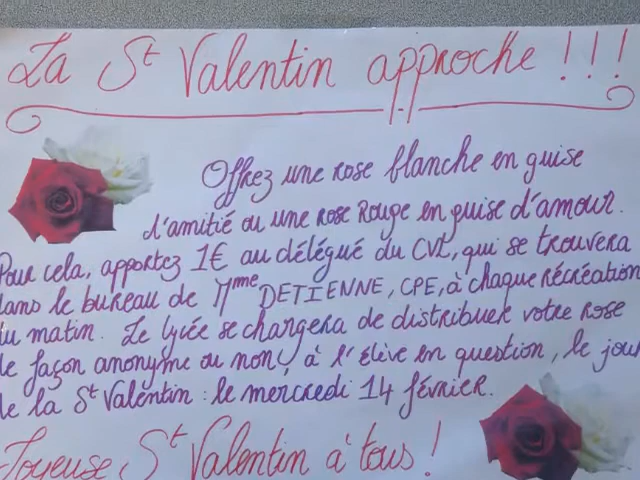 La St Valentin approche !!!
Offrez une rose blanche en guise
d'amitié ou une rose Rouge en guise d'amour.
Pour cela, apportez 1€ au délégué du CVL, qui se trouvera
dans le bureau de Mme DETIENNE, CPE, à chaque récréation
du matin. Le lycée se chargera de distribuer votre rose
de façon anonyme ou non, à l'élève en question, le jour
de la St Valentin : le mercredi 14 février.
Joyeuse St Valentin à tous !